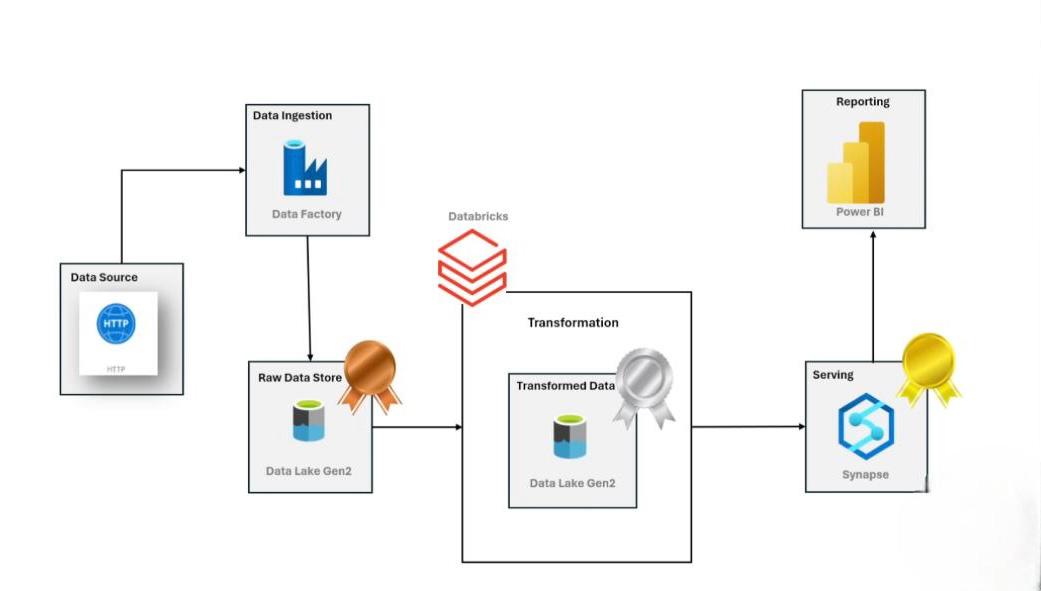 Data Source
HTTP
HTTP
Data Ingestion
Data Factory
Raw Data Store
Data Lake Gen2
Databricks
Transformation
Transformed Data
Data Lake Gen2
Serving
Synapse
Reporting
Power BI